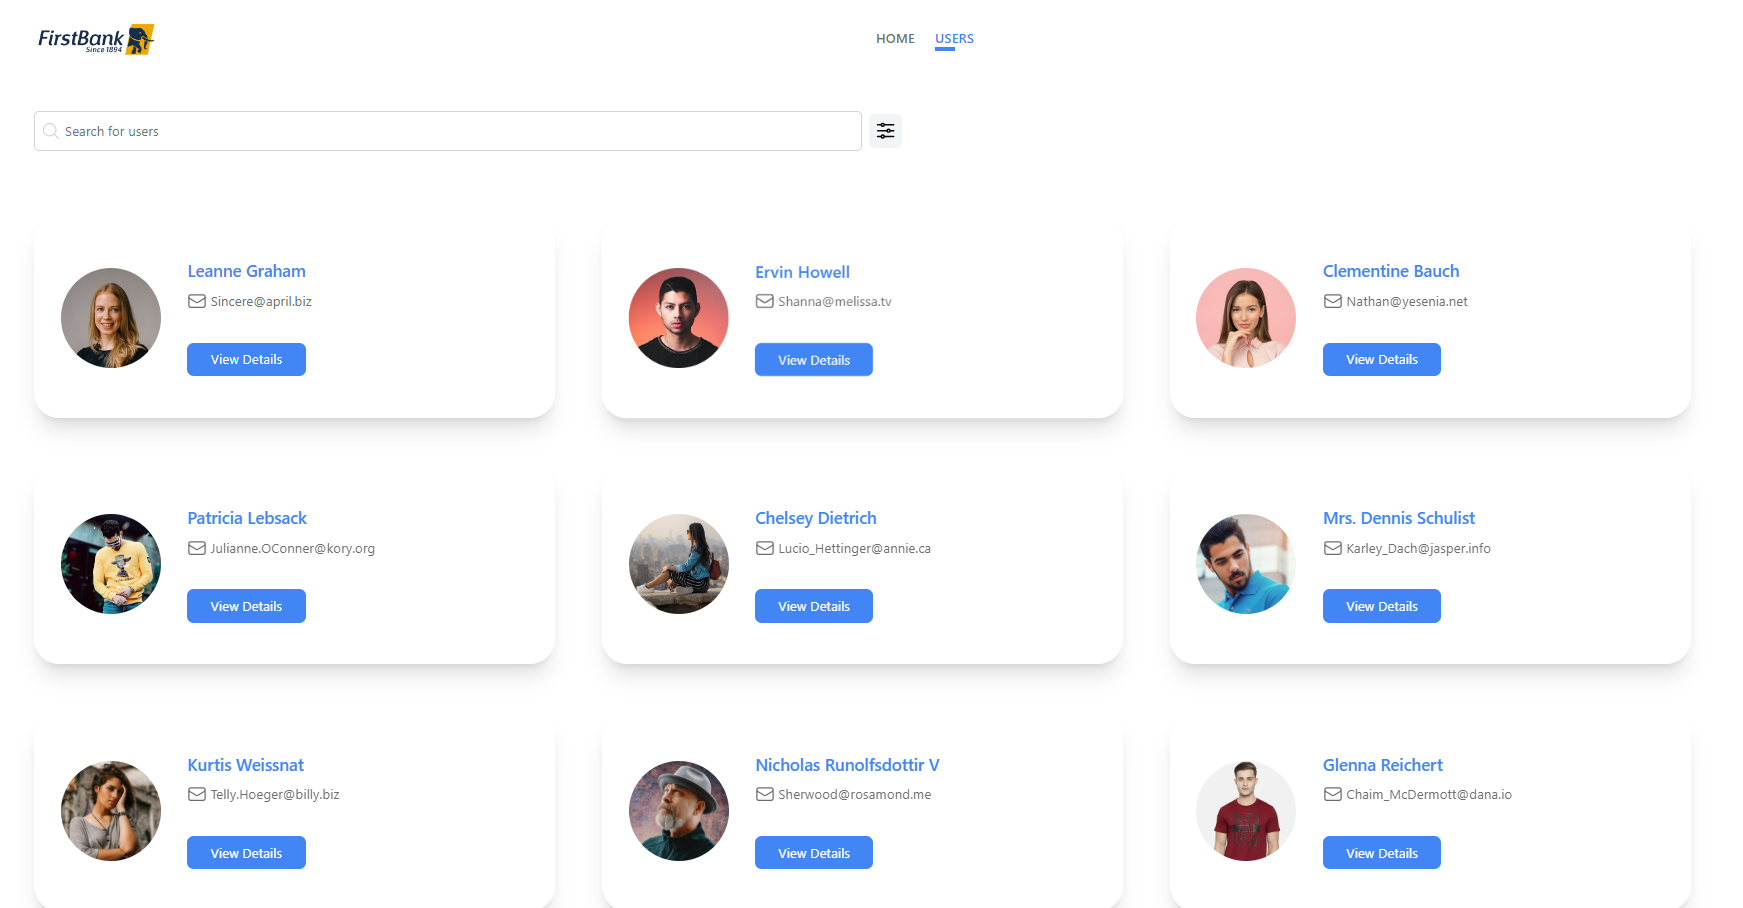 FirstBank
Since 1894
HOME
USERS
Search for users
Leanne Graham
Sincere@april.biz
View Details
Ervin Howell
Shanna@melissa.tv
View Details
Clementine Bauch
Nathan@yesenia.net
View Details
Patricia Lebsack
Julianne.OConner@kory.org
View Details
Chelsey Dietrich
Lucio_Hettinger@annie.ca
View Details
Mrs. Dennis Schulist
Karley_Dach@jasper.info
View Details
Kurtis Weissnat
Telly.Hoeger@billy.biz
View Details
Nicholas Runolfsdottir V
Sherwood@rosamond.me
View Details
Glenna Reichert
Chaim_McDermott@dana.io
View Details